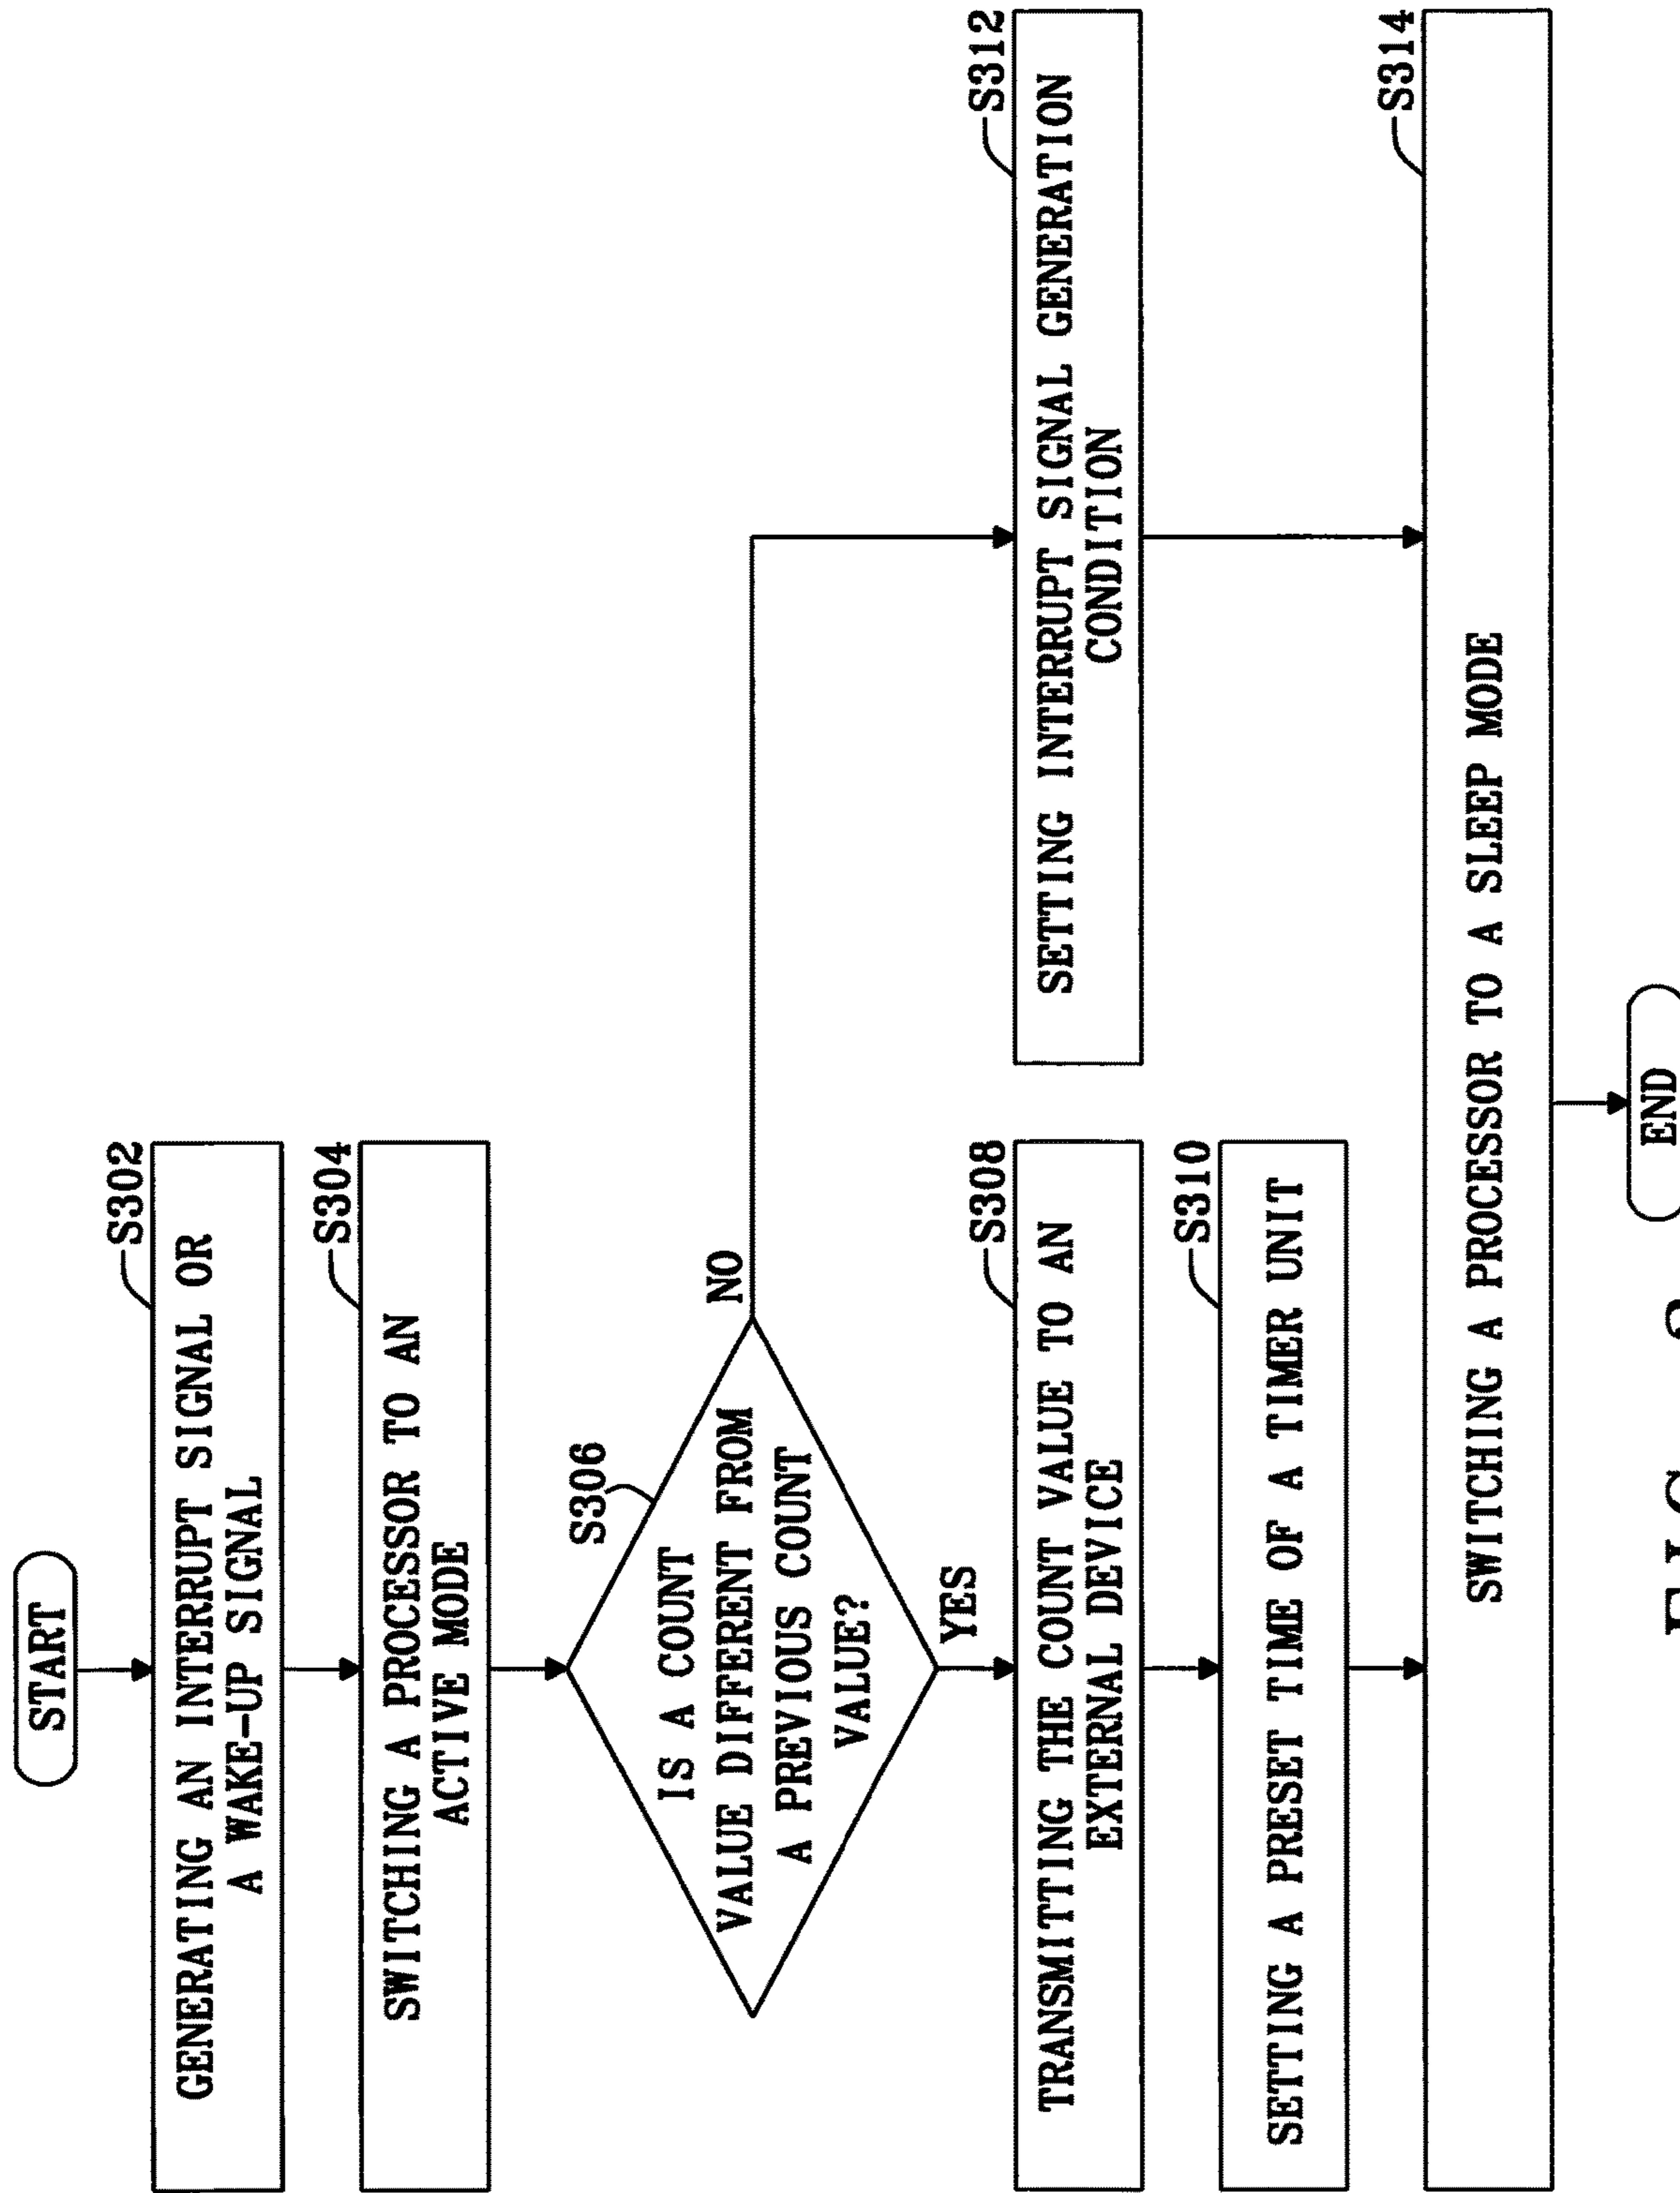 START
S302
GENERATING AN INTERRUPT SIGNAL OR
A WAKE-UP SIGNAL
S304
SWITCHING A PROCESSOR TO AN
ACTIVE MODE
S306
IS A COUNT
VALUE DIFFERENT FROM
A PREVIOUS COUNT
VALUE?
NO
YES
S308
TRANSMITTING THE COUNT VALUE TO AN
EXTERNAL DEVICE
S310
SETTING A PRESET TIME OF A TIMER UNIT
S312
SETTING INTERRUPT SIGNAL GENERATION
CONDITION
S314
SWITCHING A PROCESSOR TO A SLEEP MODE
END